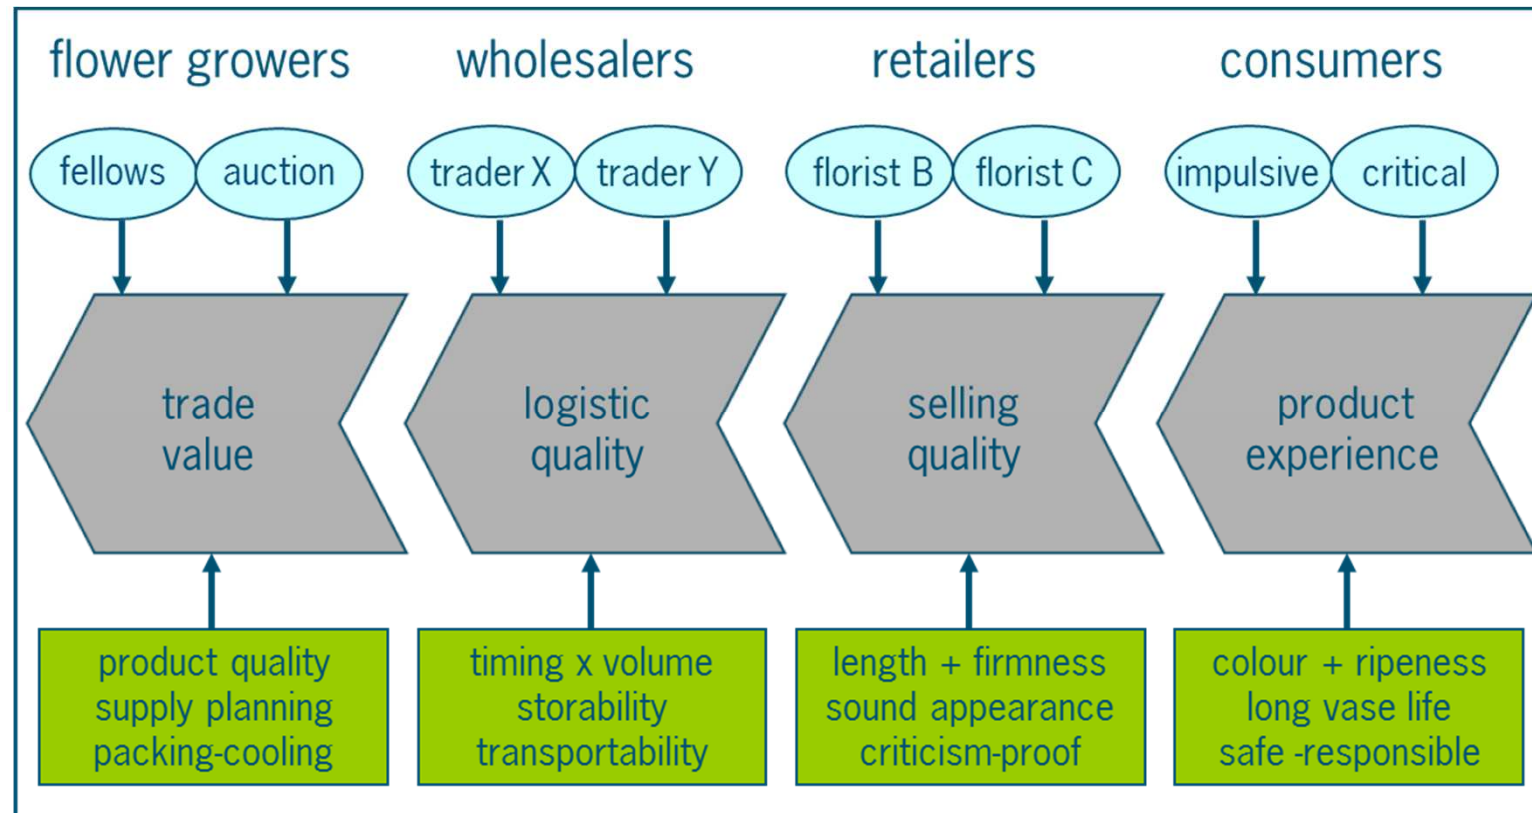 flower growers
wholesalers
retailers
consumers
fellows
auction
trader X
trader Y
florist B
florist C
impulsive
critical
trade
value
logistic
quality
selling
quality
product
experience
product quality
supply planning
packing-cooling
timing x volume
storability
transportability
length + firmness
sound appearance
criticism-proof
colour + ripeness
long vase life
safe -responsible